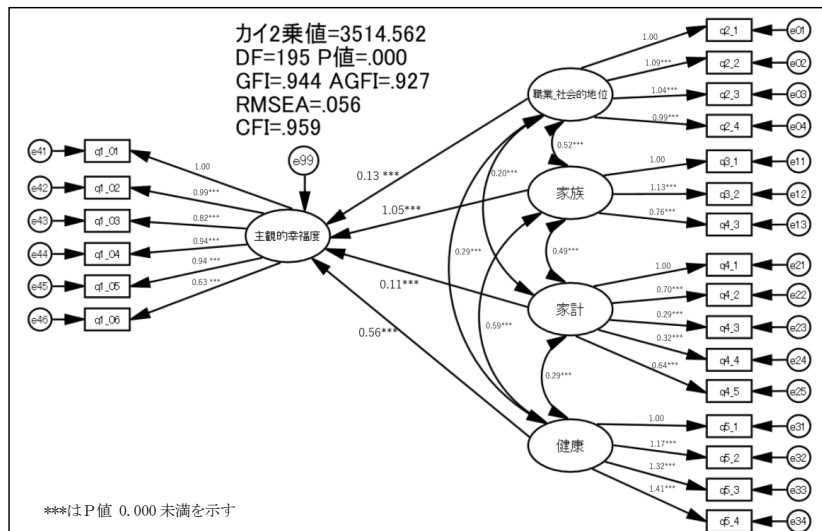 カイ2乗値=3514.562
DF=195 P値=.000
GFI=.944 AGFI=.927
RMSEA=.056
CFI=.959
e41
q1_01
e42
q1_02
e43
q1_03
e44
q1_04
e45
q1_05
e46
q1_06
1.00
0.99***
0.82***
0.94***
0.94 ***
0.63 ***
e99
主観的幸福度
0.13 ***
1.05***
0.11***
0.56***
職業_社会的地位
家族
家計
健康
0.52***
0.20***
0.29***
0.49***
0.59***
0.29***
1.00
q2_1
e01
1.09***
q2_2
e02
1.04***
q2_3
e03
0.99***
q2_4
e04
1.00
q3_1
e11
1.13***
q3_2
e12
0.76***
q4_3
e13
1.00
q4_1
e21
0.70***
q4_2
e22
0.29***
q4_3
e23
0.32***
q4_4
e24
0.64***
q4_5
e25
1.00
q5_1
e31
1.17***
q5_2
e32
1.32***
q5_3
e33
1.41***
q5_4
e34
***はP値 0.000 未満を示す